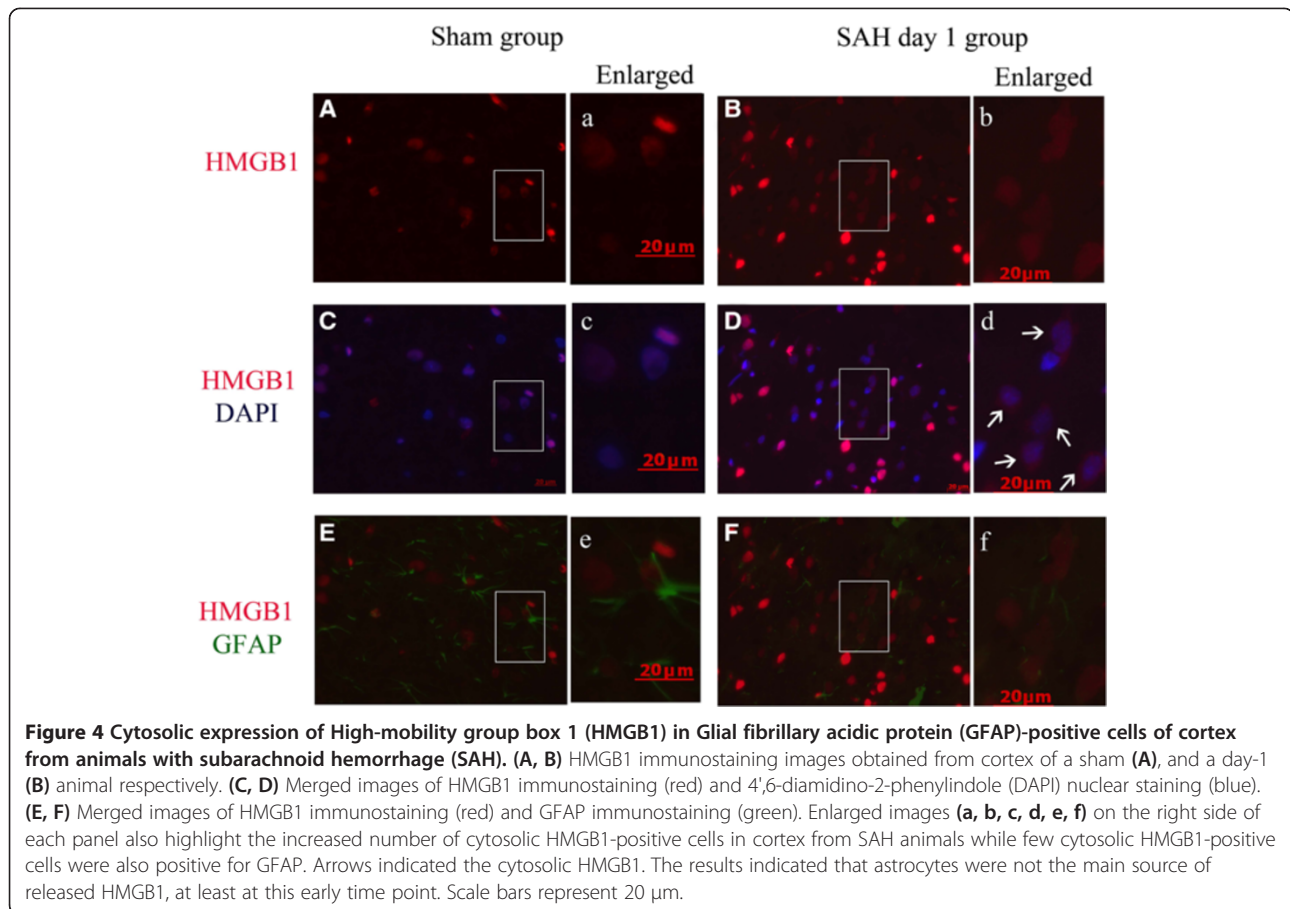 Sham group
SAH day 1 group
Enlarged
Enlarged
HMGB1
A
a
20µm
B
b
20µm
HMGB1
DAPI
C
c
20µm
D
d
20µm
HMGB1
GFAP
E
e
20µm
F
f
20µm
Figure 4 Cytosolic expression of High-mobility group box 1 (HMGB1) in Glial fibrillary acidic protein (GFAP)-positive cells of cortex
from animals with subarachnoid hemorrhage (SAH). (A, B) HMGB1 immunostaining images obtained from cortex of a sham (A), and a day-1
(B) animal respectively. (C, D) Merged images of HMGB1 immunostaining (red) and 4',6-diamidino-2-phenylindole (DAPI) nuclear staining (blue).
(E, F) Merged images of HMGB1 immunostaining (red) and GFAP immunostaining (green). Enlarged images (a, b, c, d, e, f) on the right side of
each panel also highlight the increased number of cytosolic HMGB1-positive cells in cortex from SAH animals while few cytosolic HMGB1-positive
cells were also positive for GFAP. Arrows indicated the cytosolic HMGB1. The results indicated that astrocytes were not the main source of
released HMGB1, at least at this early time point. Scale bars represent 20 µm.